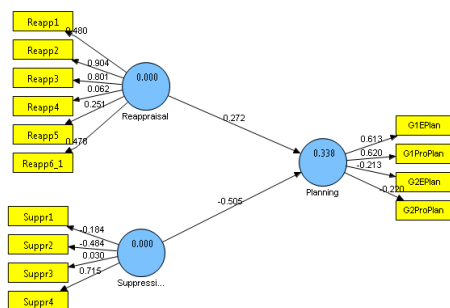 Reapp1
0.480
Reapp2
0.904
0.000
Reapp3
0.801
0.062
Reapp4
0.251
Reappraisal
Reapp5
0.478
Reapp6_1
0.272
0.613
G1EPlan
0.338
0.620
G1ProPlan
-0.213
G2EPlan
Planning
-0.220
G2ProPlan
-0.505
Suppr1
-0.184
Suppr2
-0.484
0.000
Suppr3
0.030
0.715
Suppressi...
Suppr4